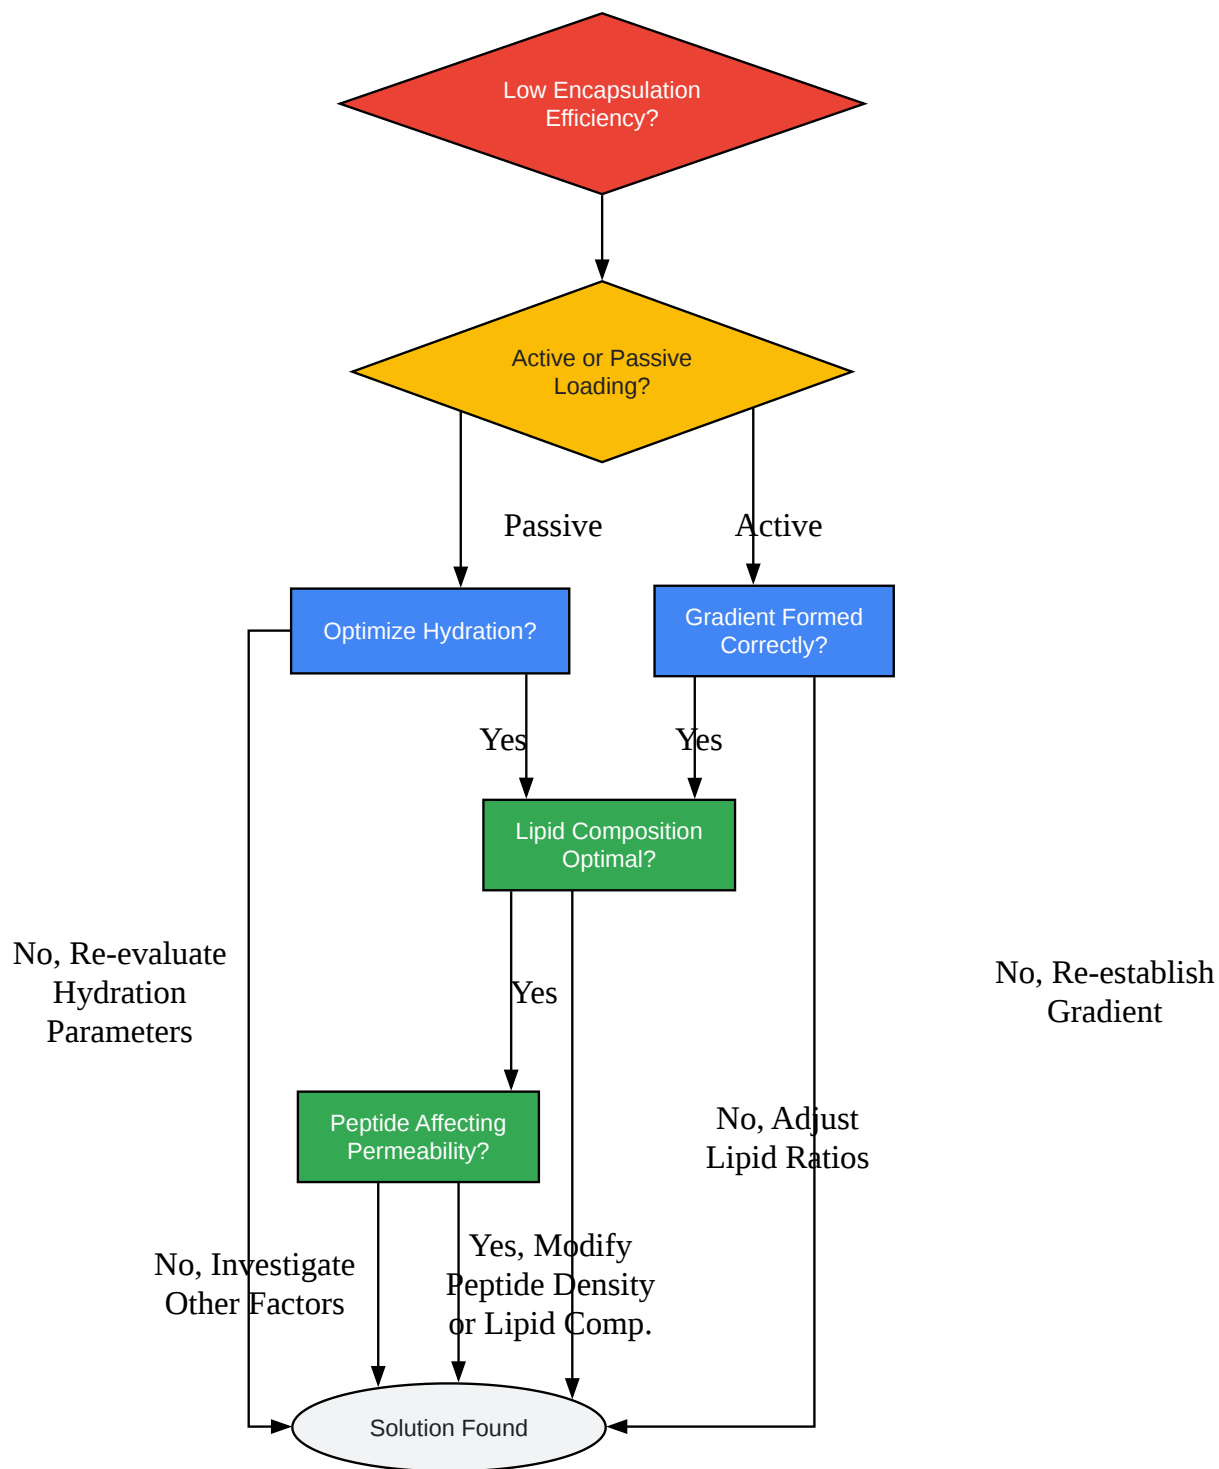 Low Encapsulation
Efficiency?
Active or Passive
Loading?
Passive
Active
Optimize Hydration?
Gradient Formed
Correctly?
Yes
Yes
Lipid Composition
Optimal?
No, Re-evaluate
Hydration
Parameters
Yes
No, Re-establish
Gradient
Peptide Affecting
Permeability?
No, Adjust
Lipid Ratios
No, Investigate
Other Factors
Yes, Modify
Peptide Density
or Lipid Comp.
Solution Found